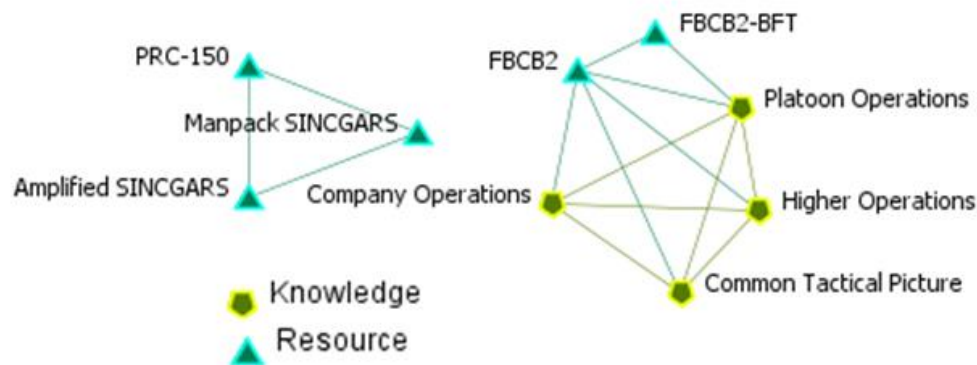 PRC-150
Manpack SINCGARS
Amplified SINCGARS
FBCB2-BFT
FBCB2
Platoon Operations
Company Operations
Higher Operations
Common Tactical Picture
Knowledge
Resource